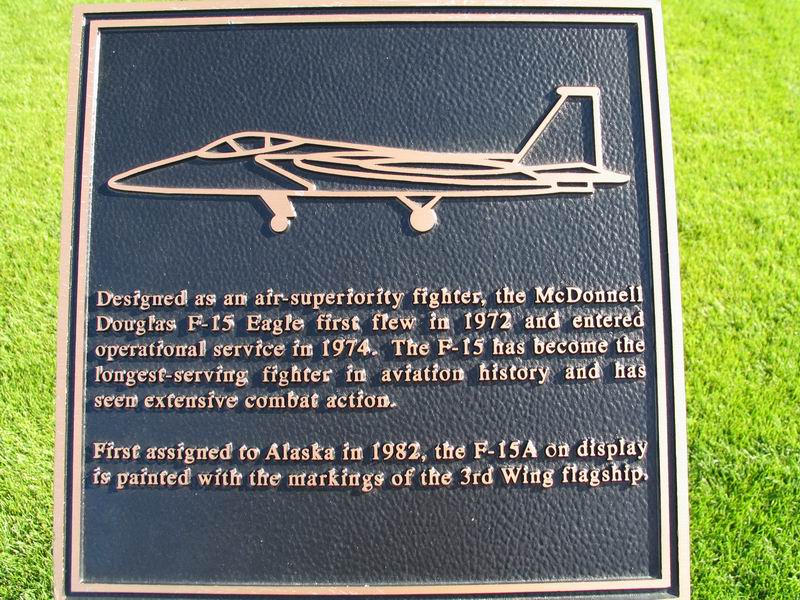 Designed as an air-superiority fighter, the McDonnell
Douglas F-15 Eagle first flew in 1972 and entered
operational service in 1974. The F-15 has become the
longest-serving fighter in aviation history and has
seen extensive combat action.
First assigned to Alaska in 1982, the F-15A on display
is painted with the markings of the 3rd Wing flagship.